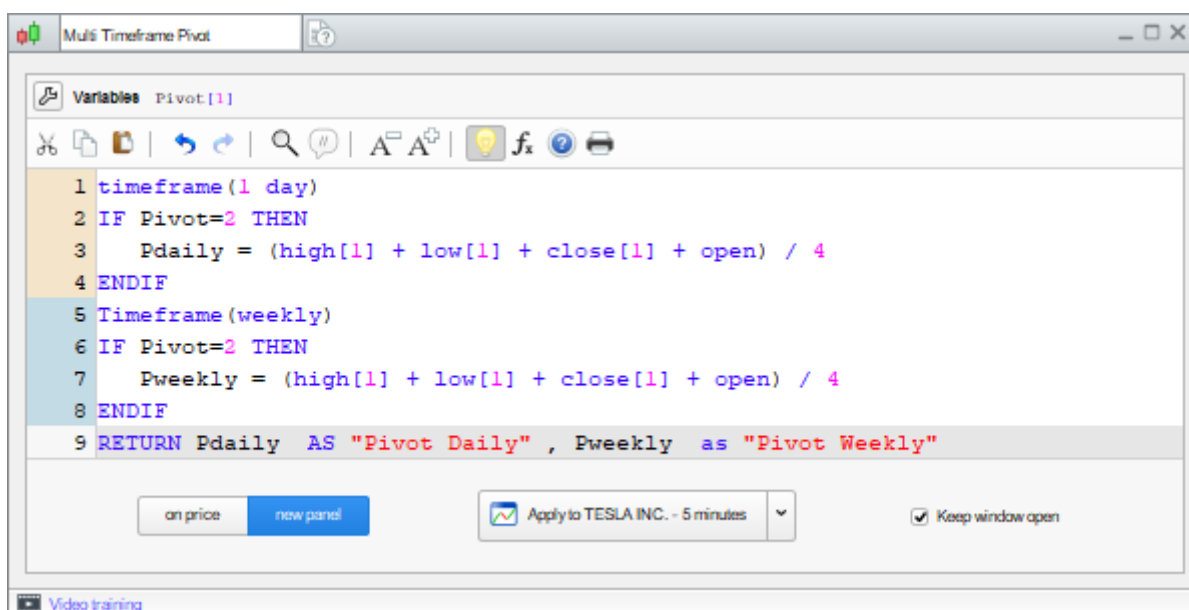 Multi Timeframe Pivot
Variables Pivot[1]
1 timeframe(1 day)
2 IF Pivot=2 THEN
3 Pdaily = (high[1] + low[1] + close[1] + open) / 4
4 ENDIF
5 Timeframe(weekly)
6 IF Pivot=2 THEN
7 Pweekly = (high[1] + low[1] + close[1] + open) / 4
8 ENDIF
9 RETURN Pdaily AS "Pivot Daily" , Pweekly as "Pivot Weekly"
on price new panel Apply to TESLA INC. - 5 minutes Keep window open
Video training